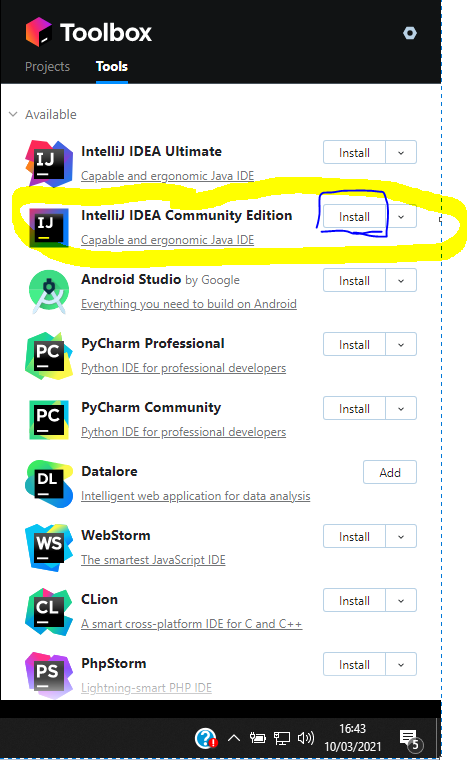 Toolbox
Projects Tools
Available
IJ IntelliJ IDEA Ultimate Install
Capable and ergonomic Java IDE
IJ IntelliJ IDEA Community Edition Install
Capable and ergonomic Java IDE
Android Studio by Google Install
Everything you need to build on Android
PC PyCharm Professional Install
Python IDE for professional developers
PC PyCharm Community Install
Python IDE for professional developers
DL Datalore Add
Intelligent web application for data analysis
WS WebStorm Install
The smartest JavaScript IDE
CL CLion Install
A smart cross-platform IDE for C and C++
PS PhpStorm Install
Lightning-smart PHP IDE
16:43
10/03/2021
5